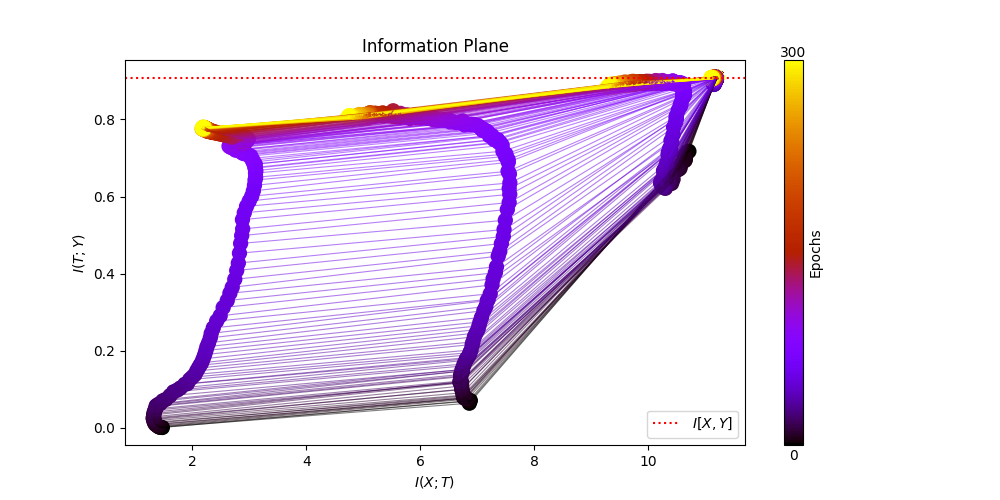 Information Plane
300
0.8
0.6
0.4
0.2
0.0
I(T; Y)
Epochs
I[X, Y]
2 4 6 8 10
0
I(X; T)